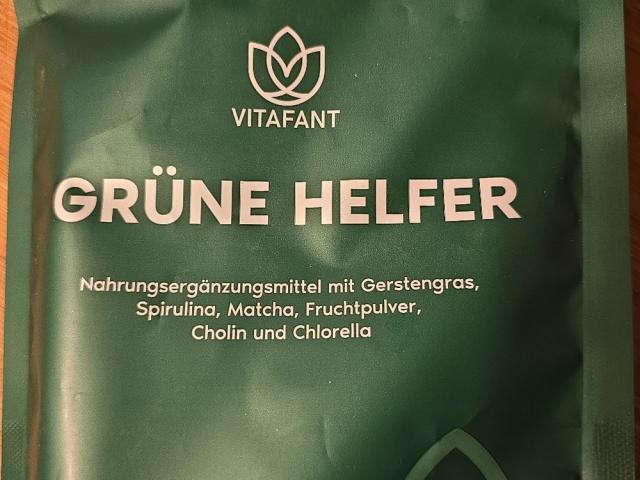 VITAFANT
GRÜNE HELFER
Nahrungsergänzungsmittel mit Gerstengras,
Spirulina, Matcha, Fruchtpulver,
Cholin und Chlorella